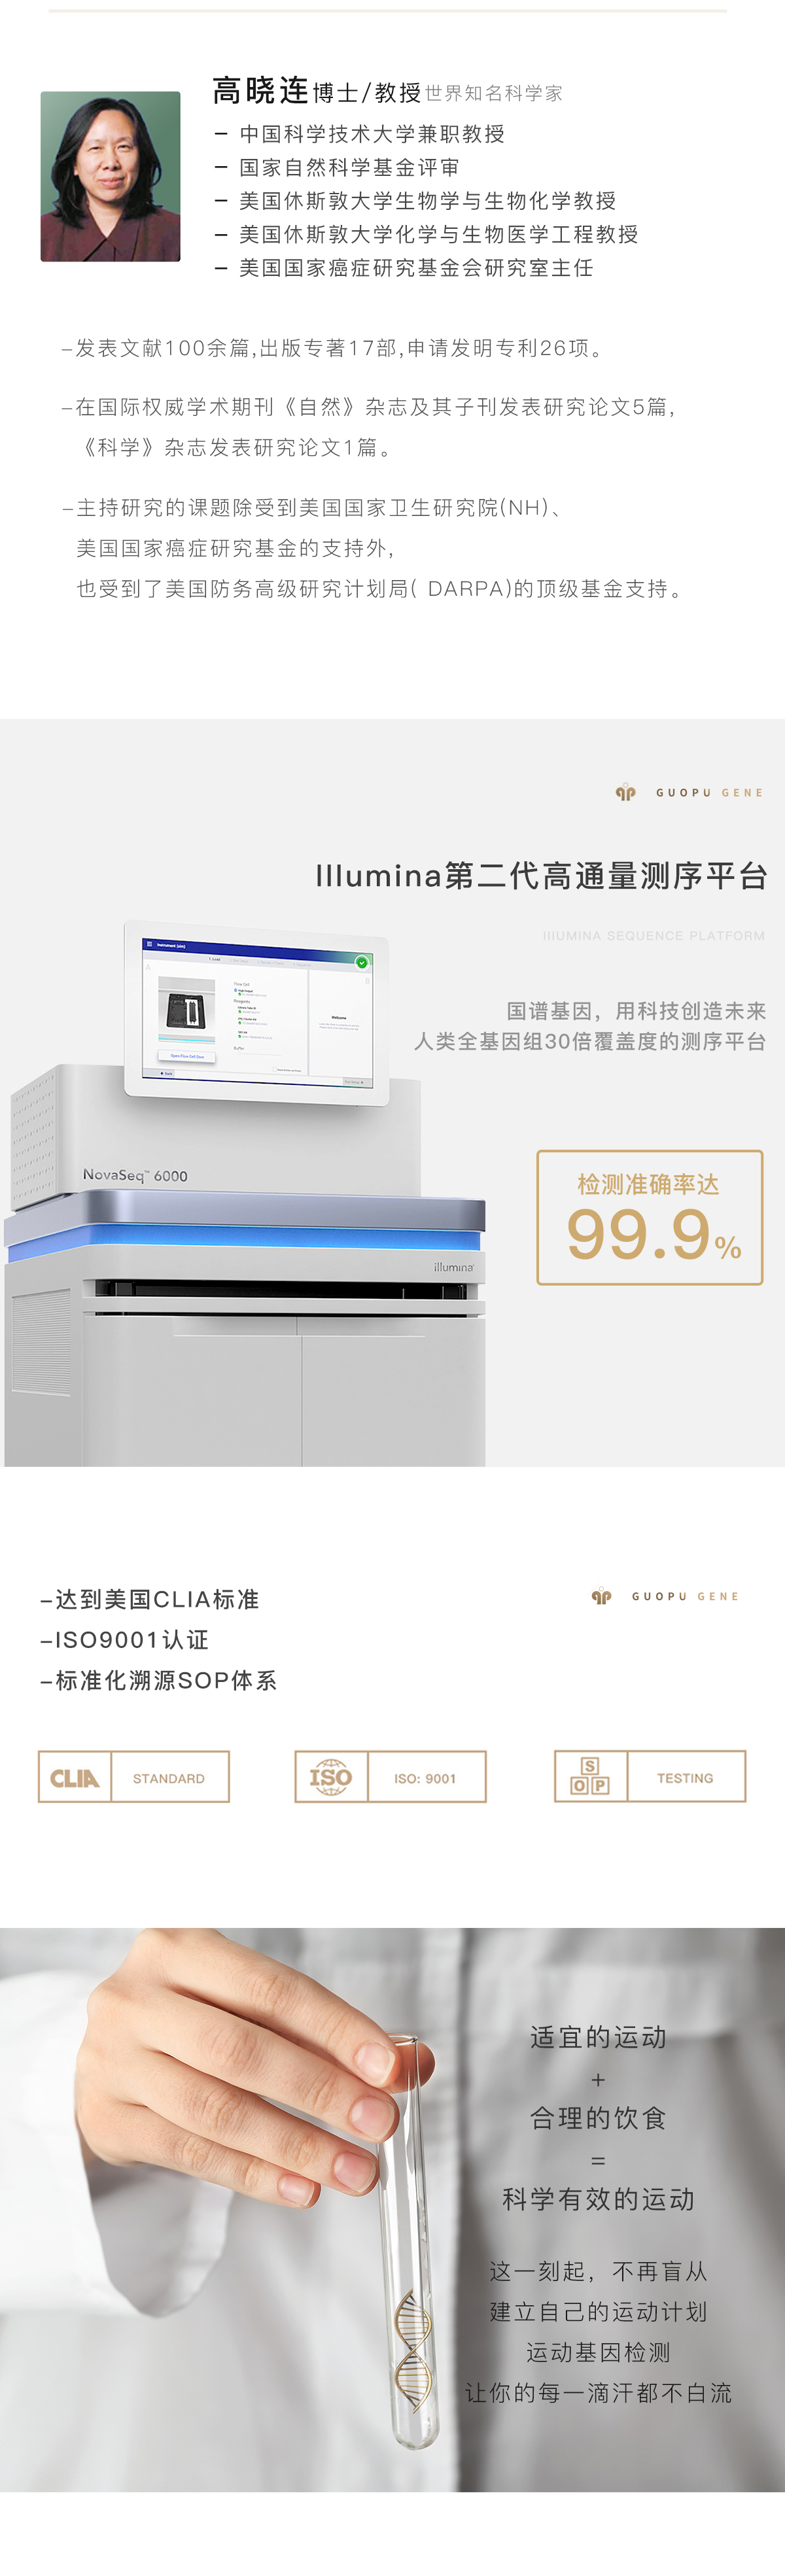 高晓连博士/教授世界知名科学家
– 中国科学技术大学兼职教授
– 国家自然科学基金评审
– 美国休斯敦大学生物学与生物化学教授
– 美国休斯敦大学化学与生物医学工程教授
– 美国国家癌症研究基金会研究室主任
–发表文献100余篇,出版专著17部,申请发明专利26项。
–在国际权威学术期刊《自然》杂志及其子刊发表研究论文5篇,
《科学》杂志发表研究论文1篇。
–主持研究的课题除受到美国国家卫生研究院(NH)、
美国国家癌症研究基金的支持外,
也受到了美国防务高级研究计划局( DARPA)的顶级基金支持。
GUOPU GENE
Illumina第二代高通量测序平台
IIIUMINA SEQUENCE PLATFORM
国谱基因，用科技创造未来
人类全基因组30倍覆盖度的测序平台
Welcome
NovaSeq™ 6000
检测准确率达
99.9%
illumina
–达到美国CLIA标准
–ISO9001认证
–标准化溯源SOP体系
GUOPU GENE
CLIA STANDARD
ISO ISO: 9001
SOP TESTING
适宜的运动
+
合理的饮食
=
科学有效的运动
这一刻起，不再盲从
建立自己的运动计划
运动基因检测
让你的每一滴汗都不白流